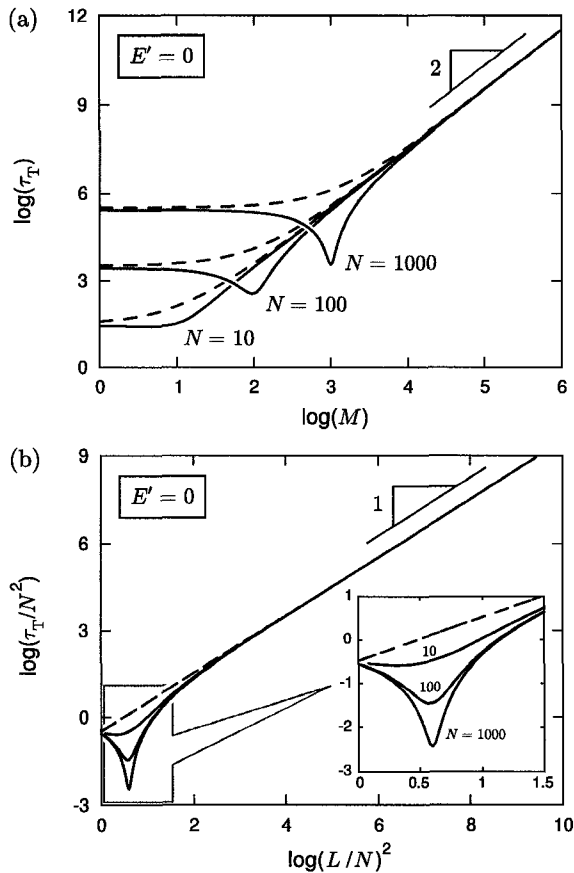 (a)
12
9
6
3
0
log(τ_T)
E′ = 0
2
N = 1000
N = 100
N = 10
0 1 2 3 4 5 6
log(M)
(b)
9
6
3
0
-3
log(τ_T/N²)
E′ = 0
1
1
0
-1
-2
-3
10
100
N = 1000
0 0.5 1 1.5
0 2 4 6 8 10
log(L/N)²